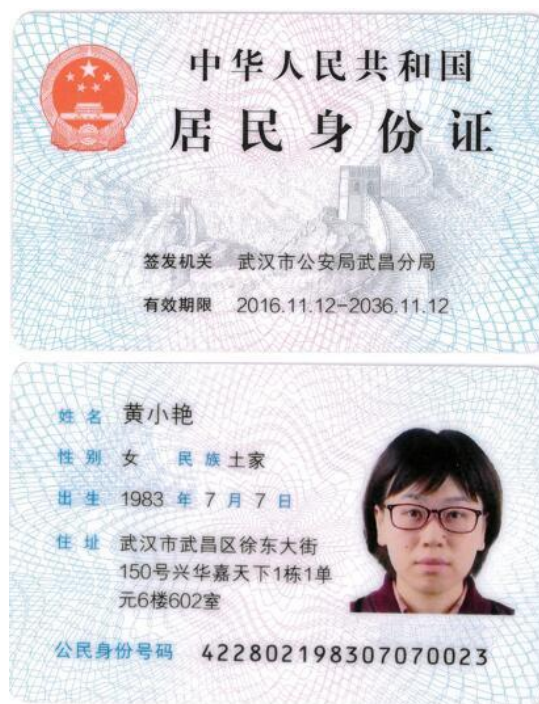 中华人民共和国
居民身份证
签发机关 武汉市公安局武昌分局
有效期限 2016.11.12-2036.11.12
姓名 黄小艳
性别 女 民族 土家
出生 1983 年 7 月 7 日
住址 武汉市武昌区徐东大街
150号兴华嘉天下1栋1单
元6楼602室
公民身份号码 422802198307070023